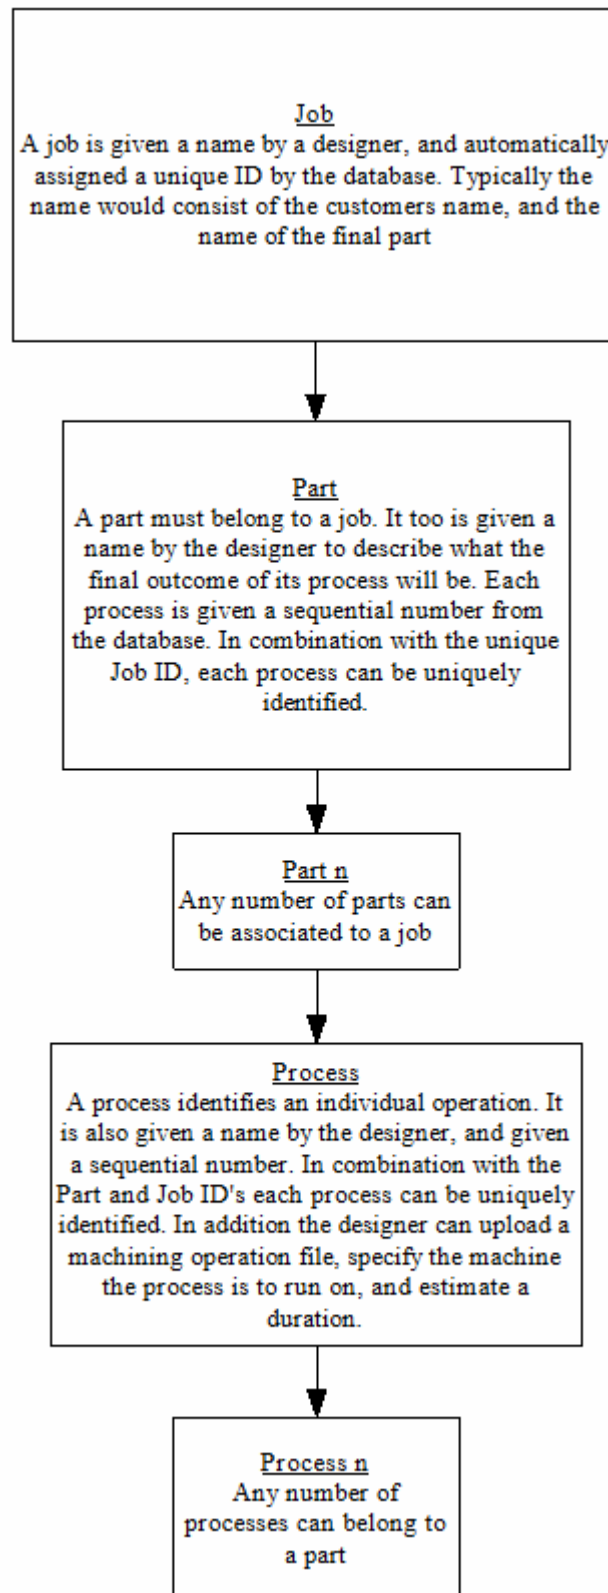 Job
A job is given a name by a designer, and automatically
assigned a unique ID by the database. Typically the
name would consist of the customers name, and the
name of the final part
Part
A part must belong to a job. It too is given a
name by the designer to describe what the
final outcome of its process will be. Each
process is given a sequential number from
the database. In combination with the unique
Job ID, each process can be uniquely
identified.
Part n
Any number of parts can
be associated to a job
Process
A process identifies an individual operation. It
is also given a name by the designer, and given
a sequential number. In combination with the
Part and Job ID's each process can be uniquely
identified. In addition the designer can upload a
machining operation file, specify the machine
the process is to run on, and estimate a
duration.
Process n
Any number of
processes can belong to
a part